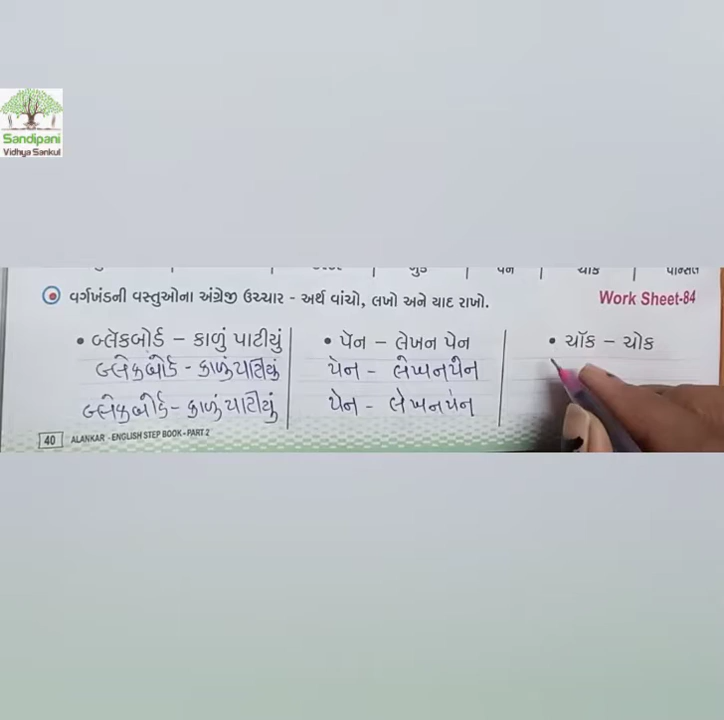 Sandipani
Vidhya Sankul
પેન ચૉક પેન્સિલ
વર્ગખંડની વસ્તુઓના અંગ્રેજી ઉચ્ચાર - અર્થ વાંચો, લખો અને યાદ રાખો.
Work Sheet-84
• બ્લૅકબોર્ડ – કાળું પાટીયું
બ્લેકબોર્ડ - કાળુંપાટીયું
બ્લેકબોર્ડ - કાળુંપાટીયું
• પૅન – લેખન પેન
પેન - લેખનપેન
પેન - લેખનપેન
• ચૉક – ચોક
40 ALANKAR - ENGLISH STEP BOOK - PART-2